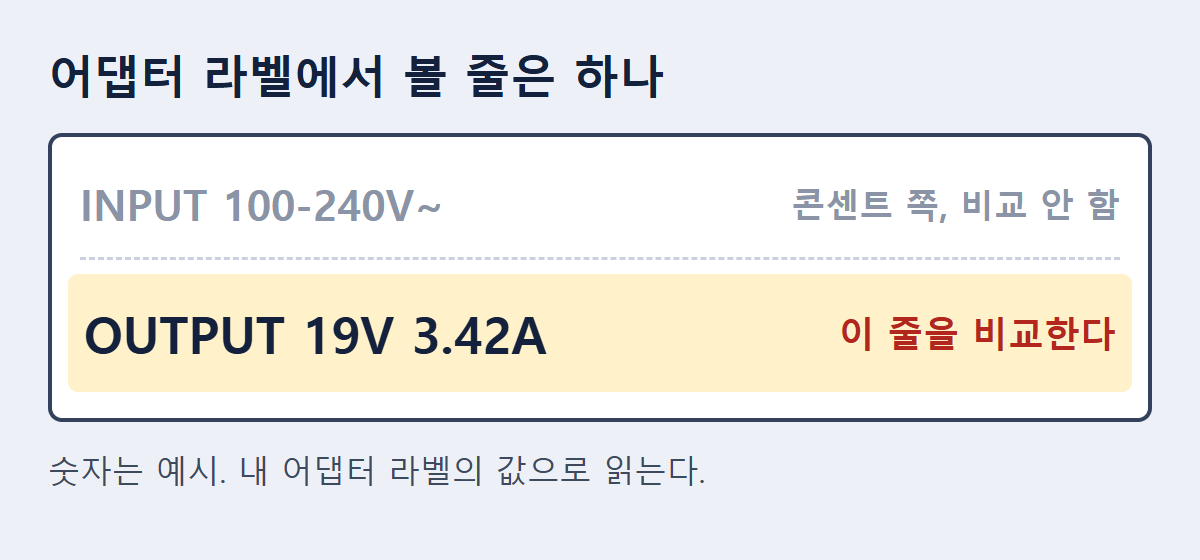 어댑터 라벨에서 볼 줄은 하나
INPUT 100-240V~ 콘센트 쪽, 비교 안 함
OUTPUT 19V 3.42A 이 줄을 비교한다
숫자는 예시. 내 어댑터 라벨의 값으로 읽는다.